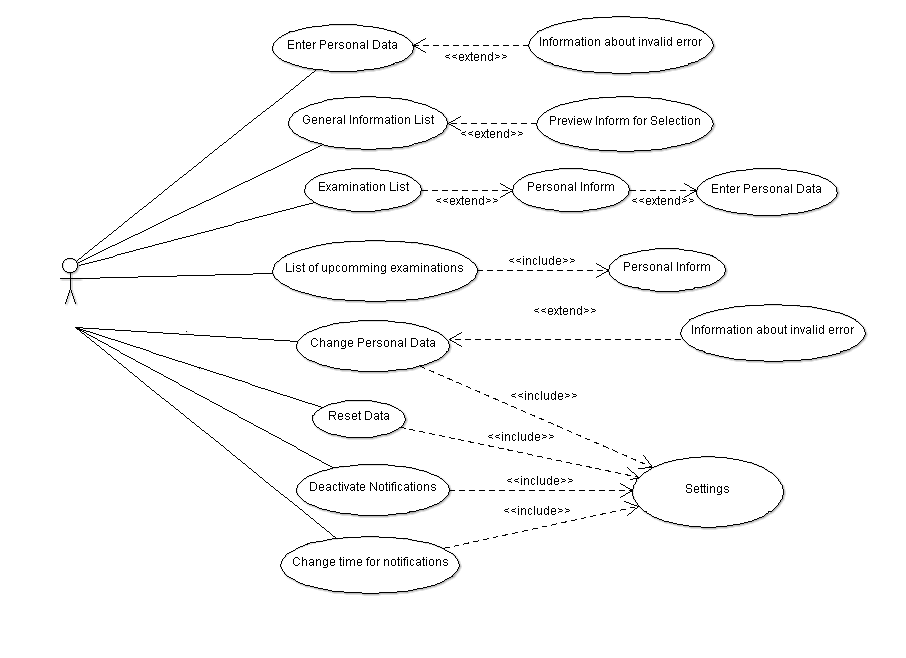 Enter Personal Data
Information about invalid error
<<extend>>
General Information List
Preview Inform for Selection
<<extend>>
Examination List
Personal Inform
Enter Personal Data
<<extend>>
<<extend>>
List of upcomming examinations
<<include>>
Personal Inform
<<extend>>
Change Personal Data
Information about invalid error
<<include>>
Reset Data
<<include>>
Deactivate Notifications
<<include>>
Settings
<<include>>
Change time for notifications